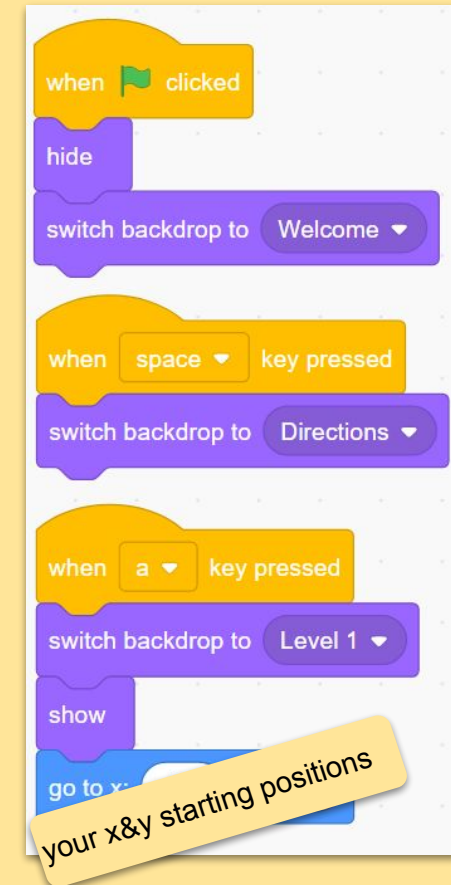 when clicked
hide
switch backdrop to Welcome
when space key pressed
switch backdrop to Directions
when a key pressed
switch backdrop to Level 1
show
go to x:
your x&y starting positions